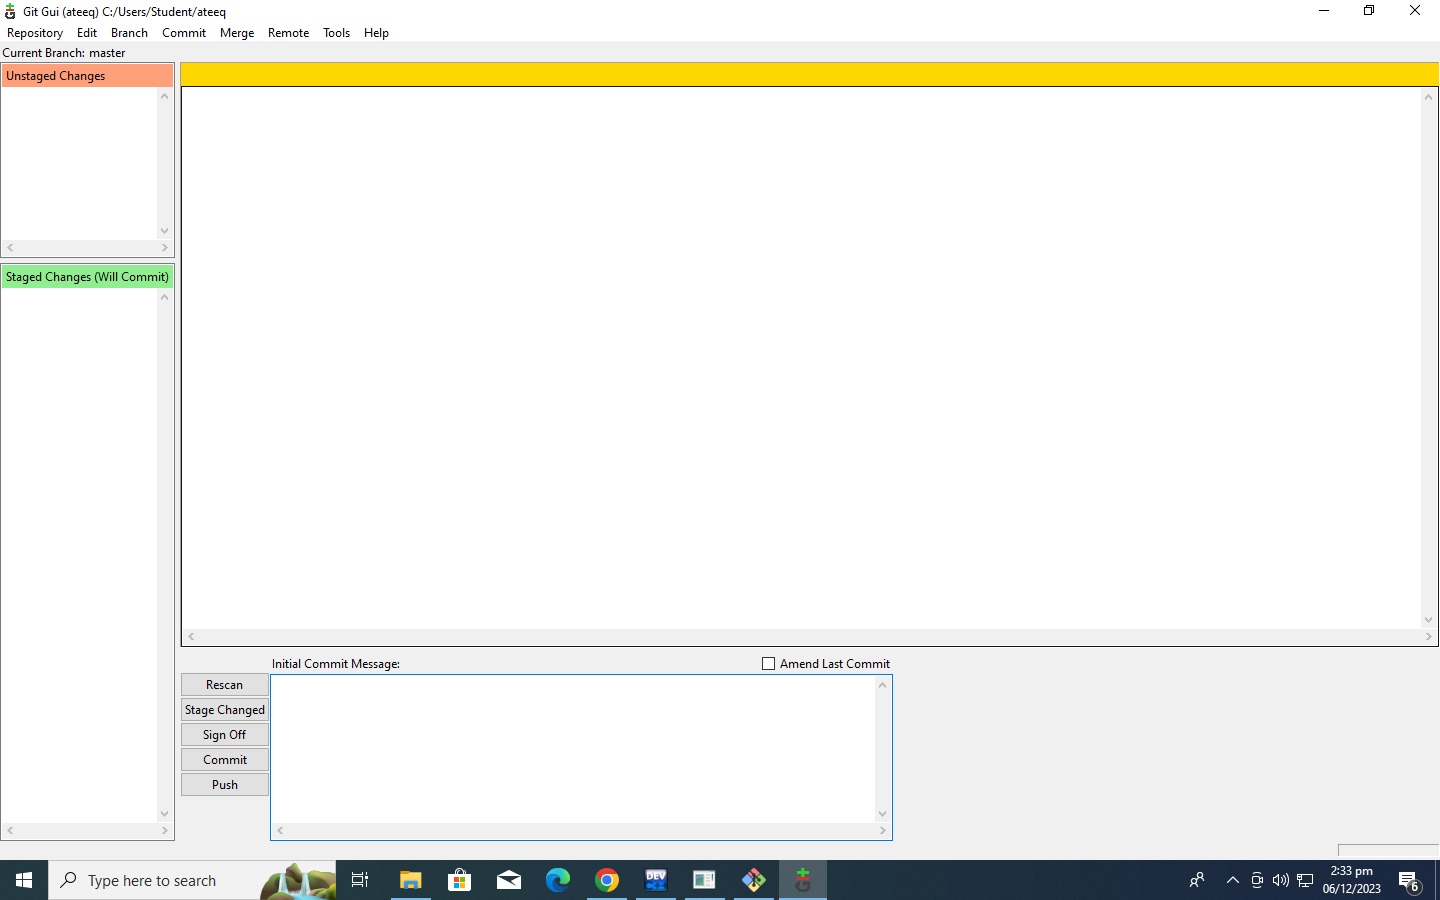 Git Gui (ateeq) C:/Users/Student/ateeq
Repository Edit Branch Commit Merge Remote Tools Help
Current Branch: master
Unstaged Changes
Staged Changes (Will Commit)
Initial Commit Message:
Amend Last Commit
Rescan
Stage Changed
Sign Off
Commit
Push
Type here to search
DEV
2:33 pm
06/12/2023
6